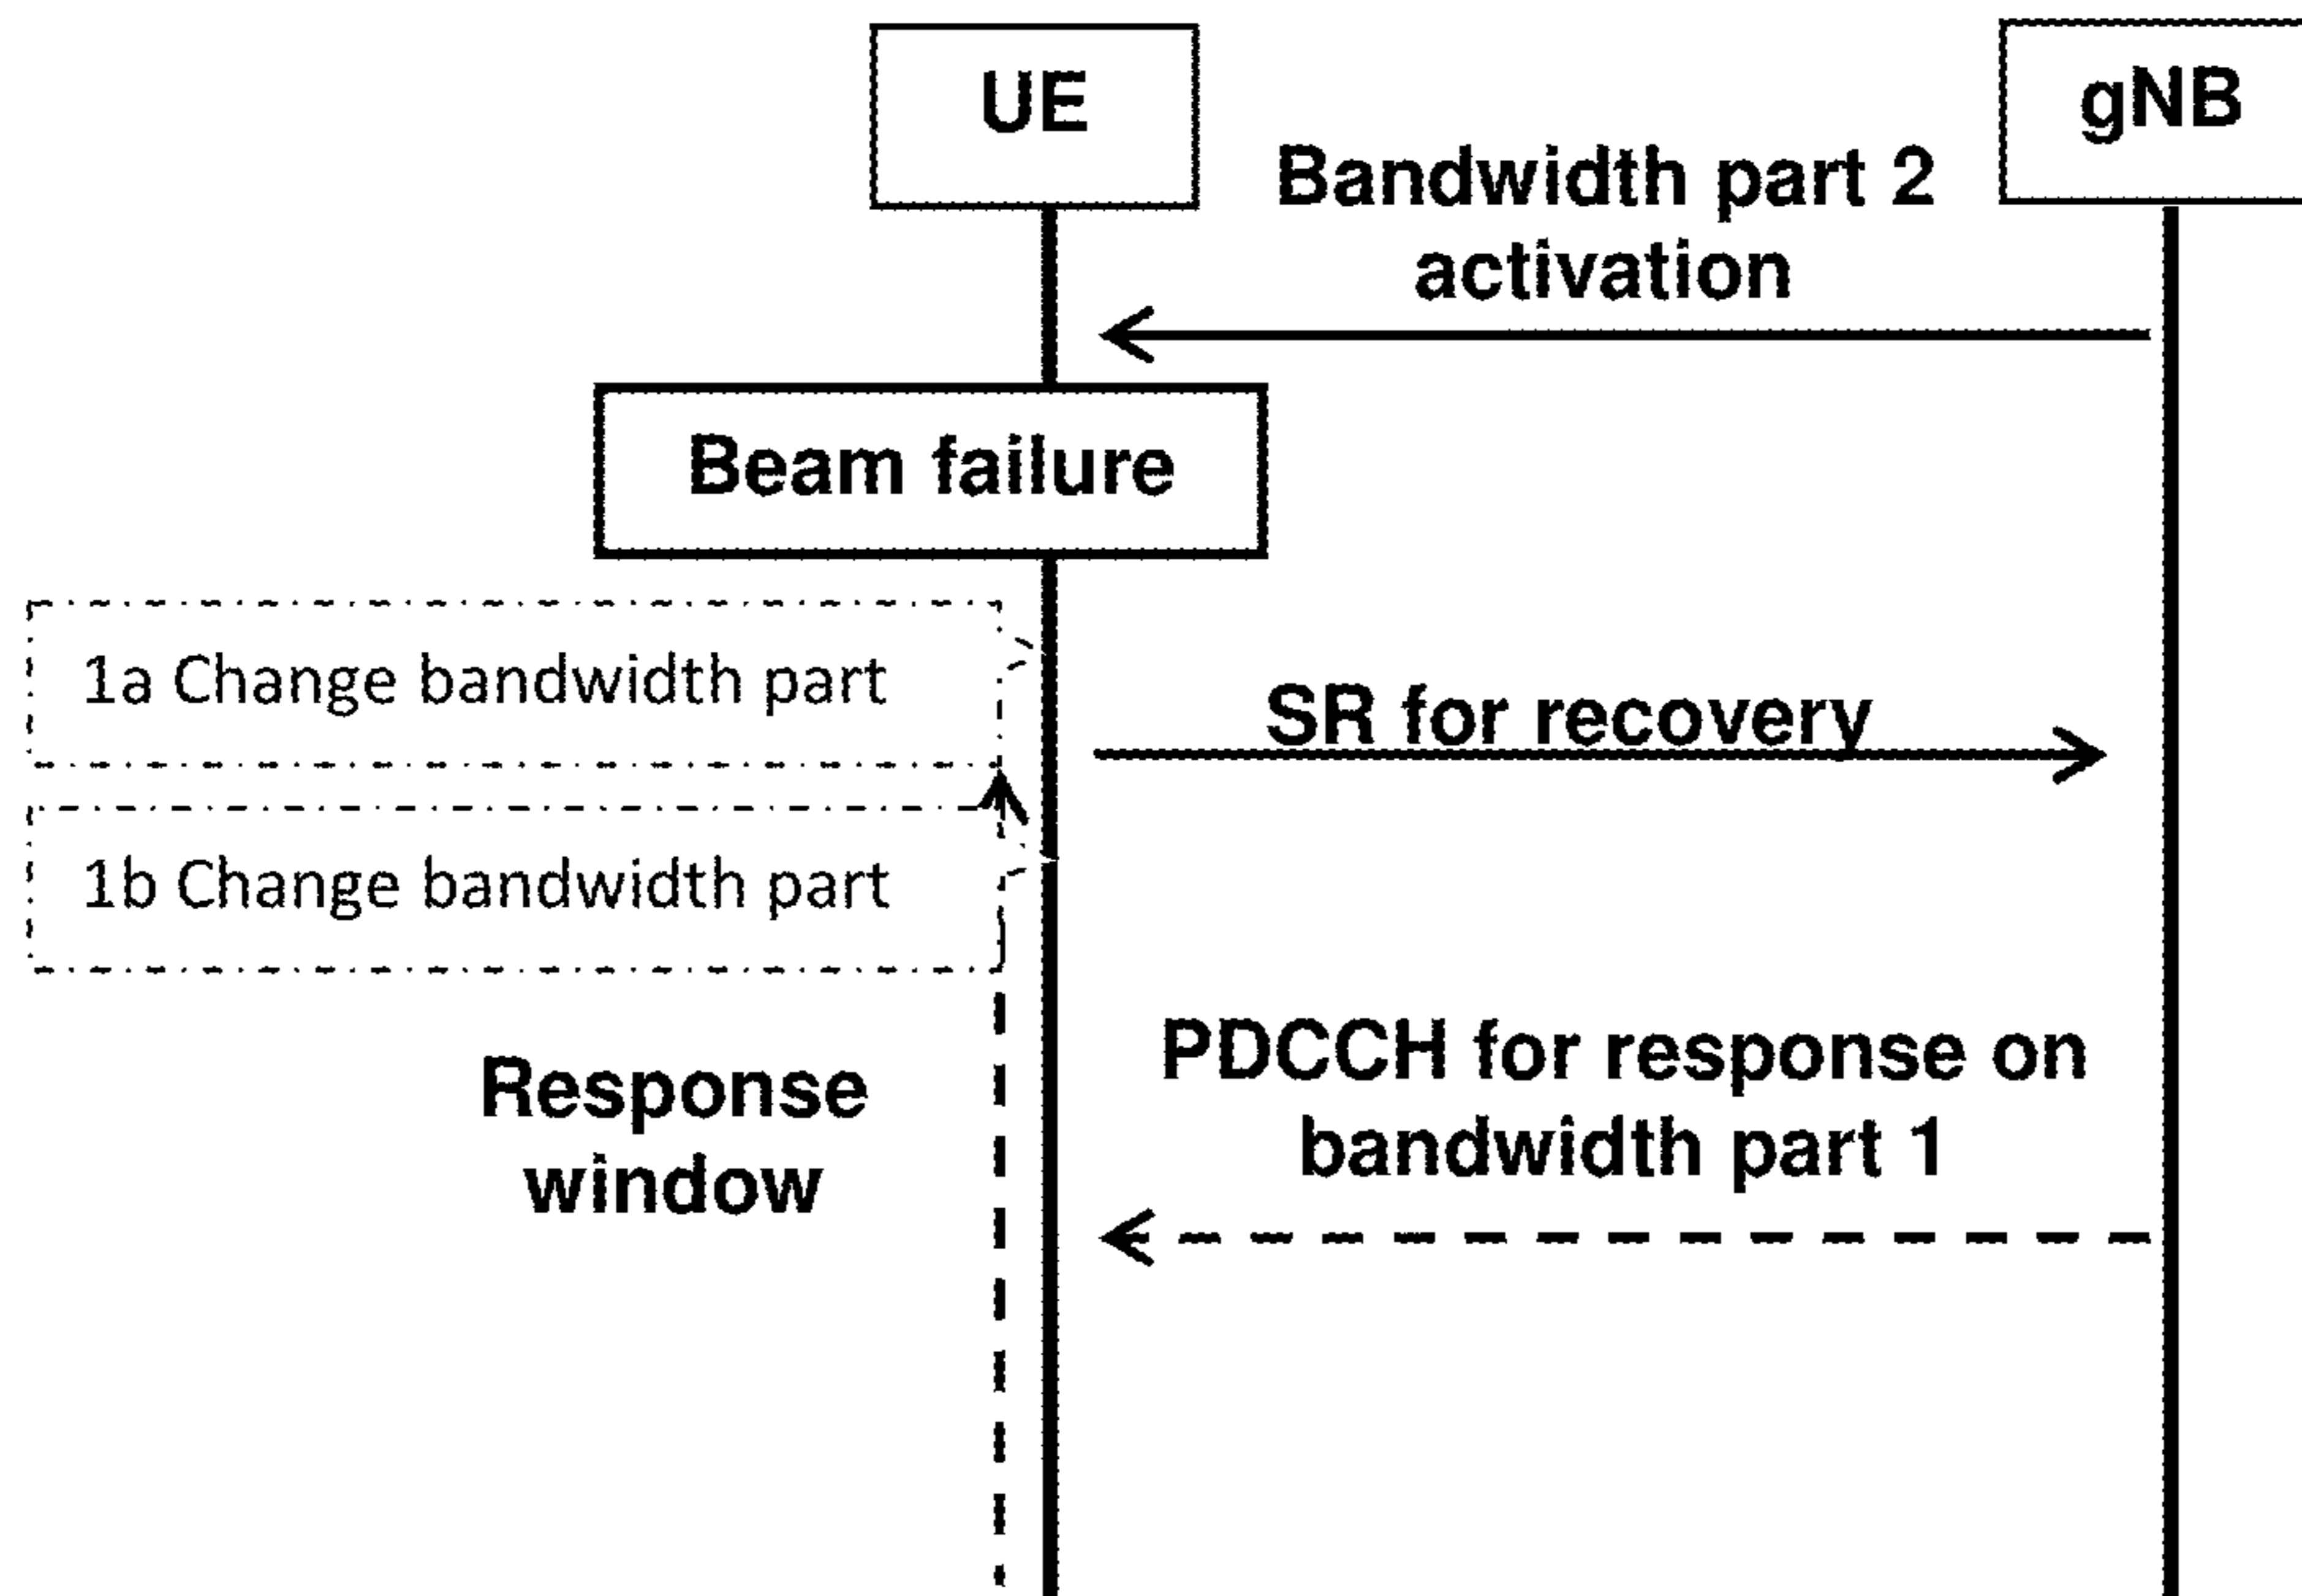 UE
gNB
Bandwidth part 2
activation
Beam failure
1a Change bandwidth part
SR for recovery
1b Change bandwidth part
Response
window
PDCCH for response on
bandwidth part 1